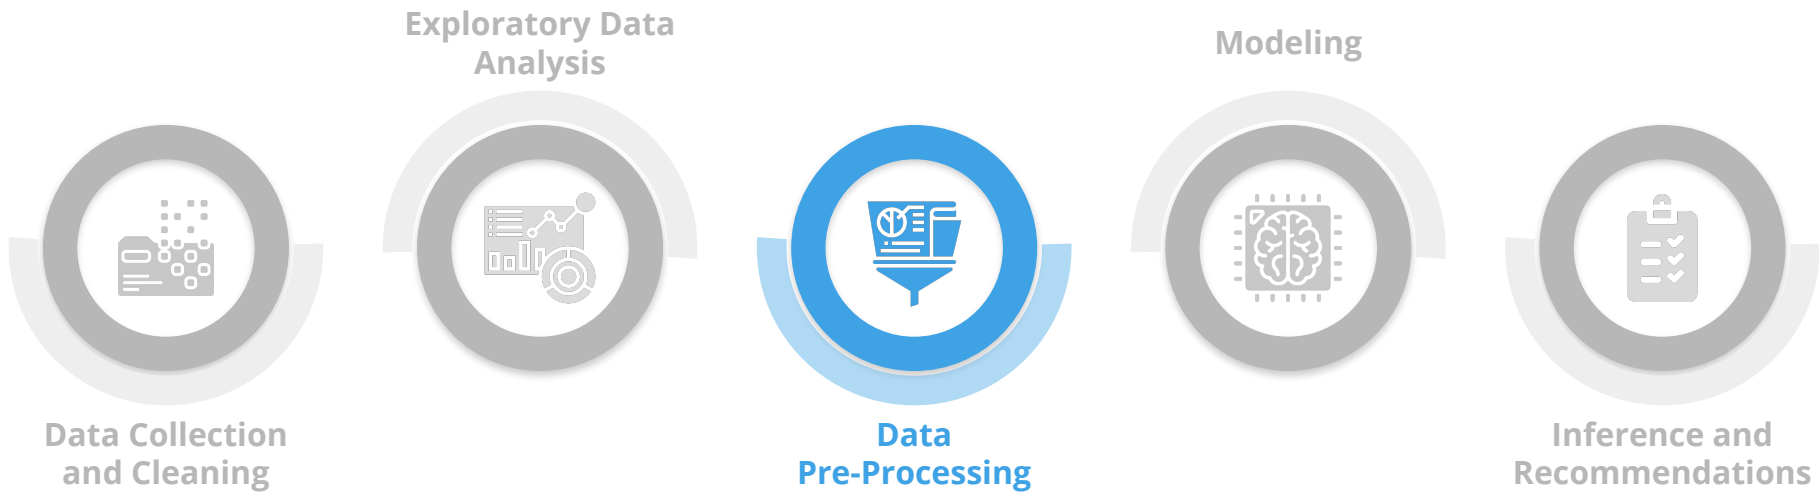 Data Collection
and Cleaning
Exploratory Data
Analysis
Data
Pre-Processing
Modeling
Inference and
Recommendations